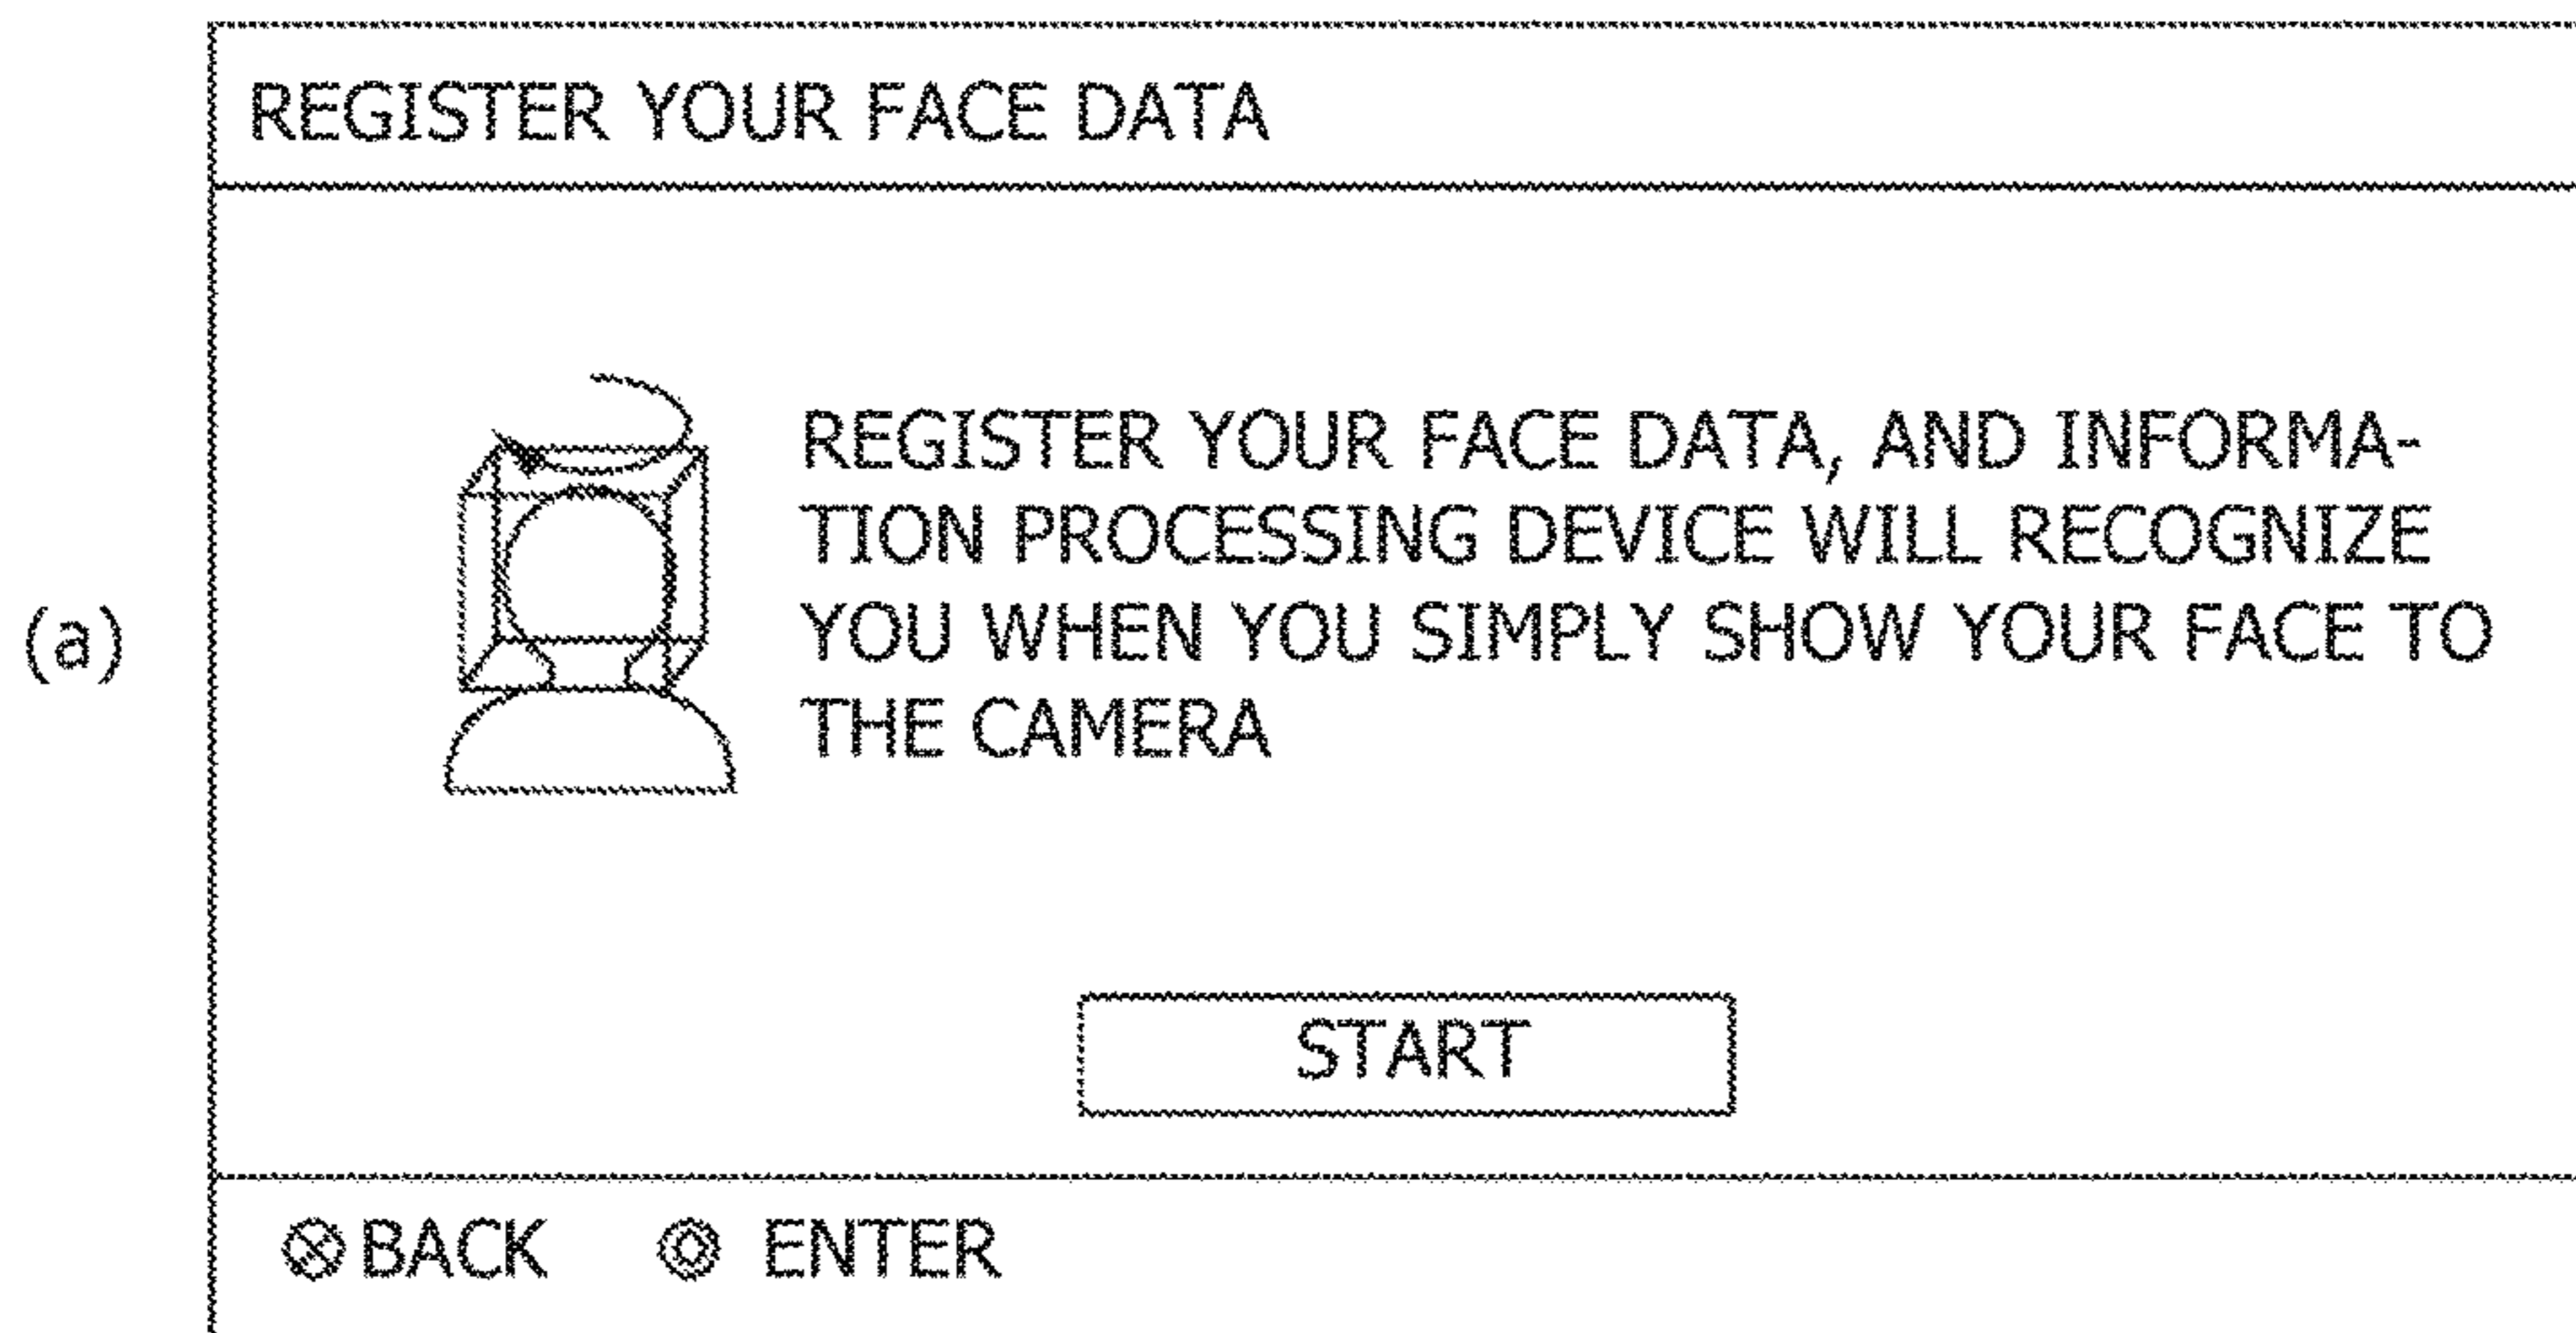 REGISTER YOUR FACE DATA
REGISTER YOUR FACE DATA, AND INFORMA-
TION PROCESSING DEVICE WILL RECOGNIZE
(a)
YOU WHEN YOU SIMPLY SHOW YOUR FACE TO
THE CAMERA
START
BACK ENTER